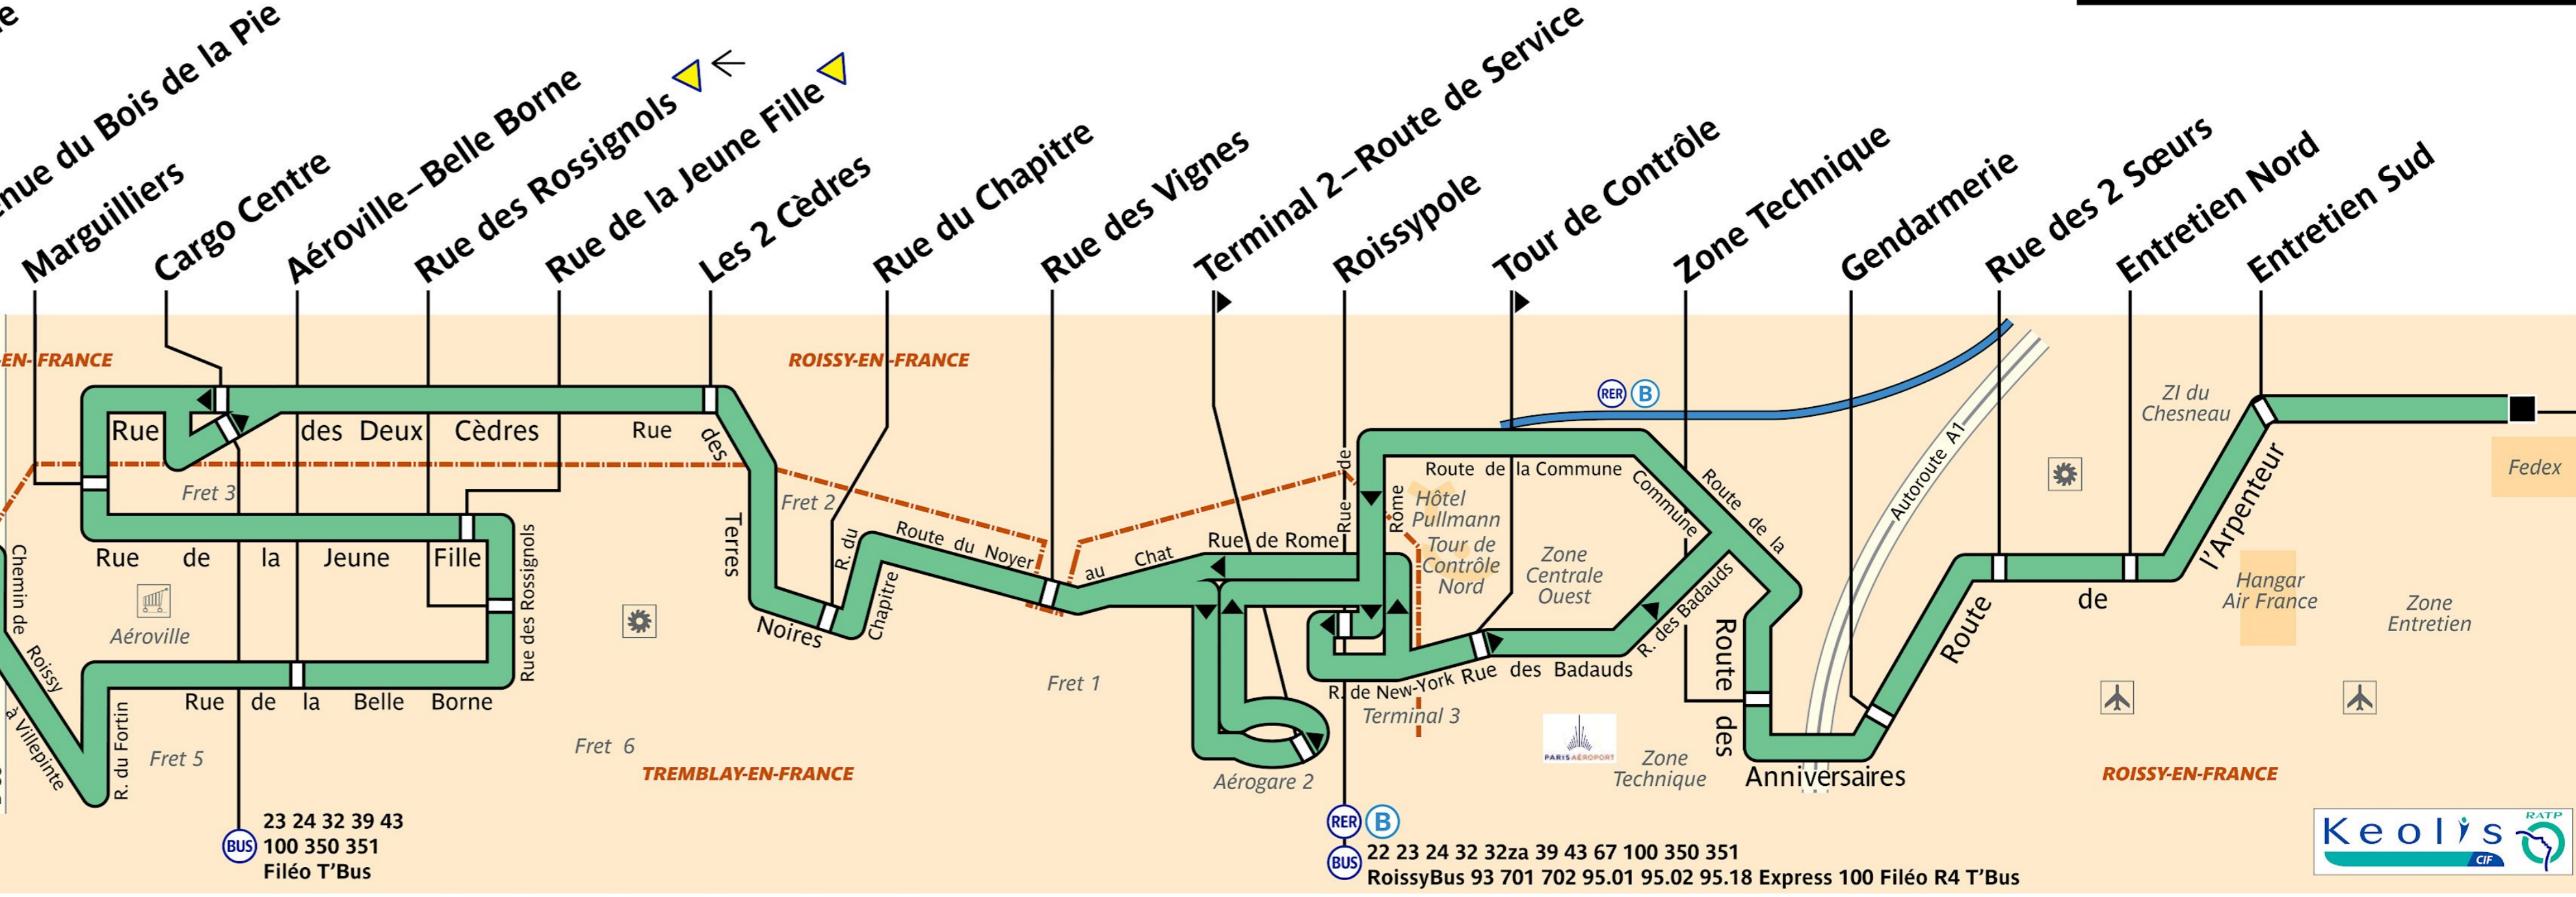 enue du Bois de la Pie
Marguilliers
Cargo Centre
Aéroville–Belle Borne
Rue des Rossignols
Rue de la Jeune Fille
Les 2 Cèdres
Rue du Chapitre
Rue des Vignes
Terminal 2–Route de Service
Roissypole
Tour de Contrôle
Zone Technique
Gendarmerie
Rue des 2 Sœurs
Entretien Nord
Entretien Sud
-EN-FRANCE
ROISSY-EN-FRANCE
RER B
ZI du
Chesneau
Rue des Deux Cèdres
Rue des Terres Noires
Fret 3
Fret 2
Rue de la Jeune Fille
Rue des Rossignols
Chemin de Roissy à Villepinte
Aéroville
Rue de la Belle Borne
R. du Fortin
Fret 5
Fret 6
TREMBLAY-EN-FRANCE
R. du Chapitre
Route du Noyer au Chat
Fret 1
Rue de Rome
Rue de Rome
Route de la Commune
Route de la Commune
Hôtel
Pullmann
Tour de
Contrôle
Nord
Zone
Centrale
Ouest
R. des Badauds
Rue des Badauds
R. de New-York
Terminal 3
Aérogare 2
PARIS AÉROPORT
Zone
Technique
Route des Anniversaires
Autoroute A1
Route de l'Arpenteur
Hangar
Air France
Zone
Entretien
Fedex
ROISSY-EN-FRANCE
BUS
23 24 32 39 43
100 350 351
Filéo T'Bus
RER B
BUS
22 23 24 32 32za 39 43 67 100 350 351
RoissyBus 93 701 702 95.01 95.02 95.18 Express 100 Filéo R4 T'Bus
Keolis
CIF
RATP